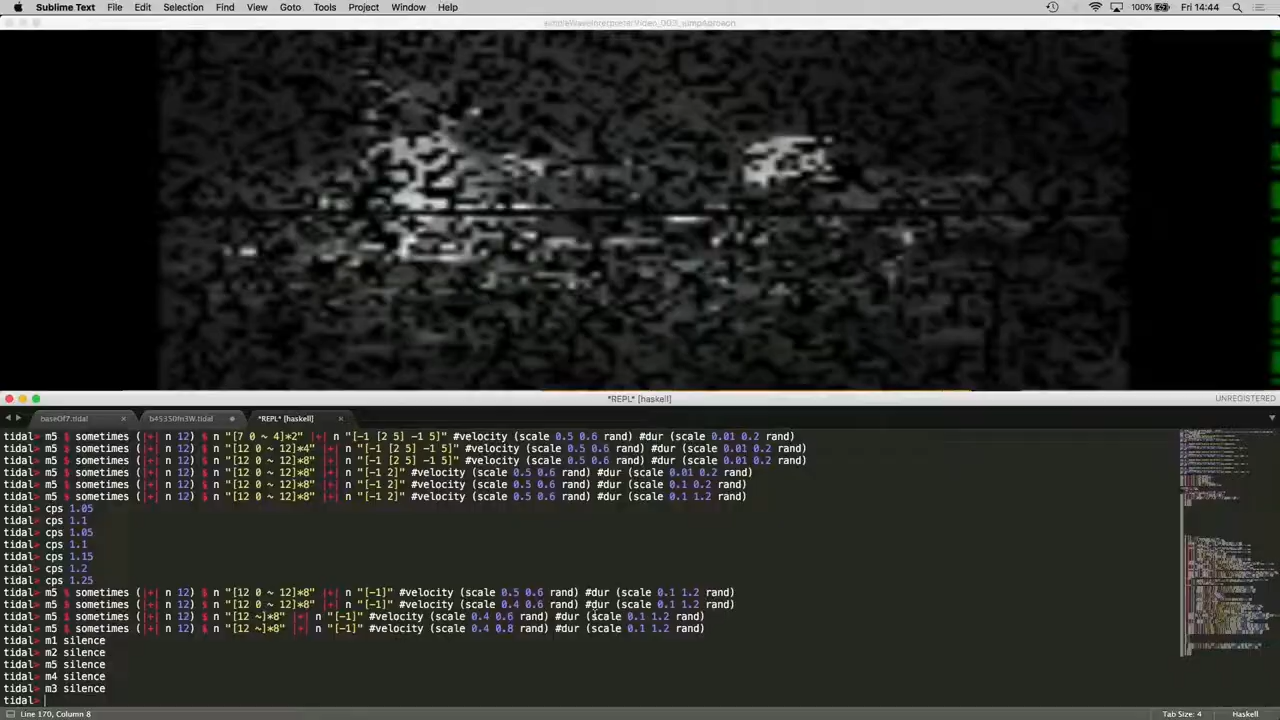 Sublime Text File Edit Selection Find View Goto Tools Project Window Help 100% Fri 14:44
*REPL* [haskell] UNREGISTERED
baseOf7.tidal *REPL* [haskell]
tidal> m5 $ sometimes (|+| n 12) $ n "[7 0 ~ 4]*2" |+| n "[-1 [2 5] -1 5]" #velocity (scale 0.5 0.6 rand) #dur (scale 0.01 0.2 rand)
tidal> m5 $ sometimes (|+| n 12) $ n "[12 0 ~ 12]*4" |+| n "[-1 [2 5] -1 5]" #velocity (scale 0.5 0.6 rand) #dur (scale 0.01 0.2 rand)
tidal> m5 $ sometimes (|+| n 12) $ n "[12 0 ~ 12]*8" |+| n "[-1 [2 5] -1 5]" #velocity (scale 0.5 0.6 rand) #dur (scale 0.01 0.2 rand)
tidal> m5 $ sometimes (|+| n 12) $ n "[12 0 ~ 12]*8" |+| n "[-1 2]" #velocity (scale 0.5 0.6 rand) #dur (scale 0.01 0.2 rand)
tidal> m5 $ sometimes (|+| n 12) $ n "[12 0 ~ 12]*8" |+| n "[-1 2]" #velocity (scale 0.5 0.6 rand) #dur (scale 0.1 0.2 rand)
tidal> m5 $ sometimes (|+| n 12) $ n "[12 0 ~ 12]*8" |+| n "[-1 2]" #velocity (scale 0.5 0.6 rand) #dur (scale 0.1 1.2 rand)
tidal> cps 1.05
tidal> cps 1.1
tidal> cps 1.05
tidal> cps 1.1
tidal> cps 1.15
tidal> cps 1.2
tidal> cps 1.25
tidal> m5 $ sometimes (|+| n 12) $ n "[12 0 ~ 12]*8" |+| n "[-1]" #velocity (scale 0.5 0.6 rand) #dur (scale 0.1 1.2 rand)
tidal> m5 $ sometimes (|+| n 12) $ n "[12 0 ~ 12]*8" |+| n "[-1]" #velocity (scale 0.4 0.6 rand) #dur (scale 0.1 1.2 rand)
tidal> m5 $ sometimes (|+| n 12) $ n "[12 ~]*8" |+| n "[-1]" #velocity (scale 0.4 0.6 rand) #dur (scale 0.1 1.2 rand)
tidal> m5 $ sometimes (|+| n 12) $ n "[12 ~]*8" |+| n "[-1]" #velocity (scale 0.4 0.8 rand) #dur (scale 0.1 1.2 rand)
tidal> m1 silence
tidal> m2 silence
tidal> m5 silence
tidal> m4 silence
tidal> m3 silence
tidal>
Line 170, Column 8 Tab Size: 4 Haskell